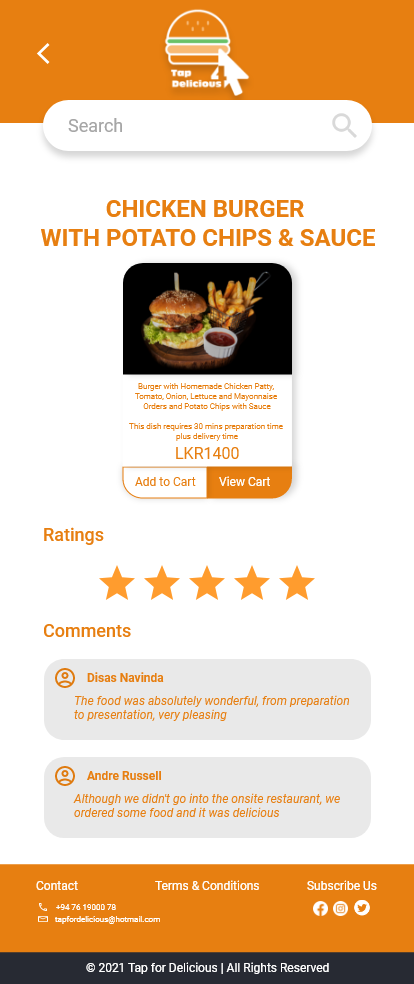 Tap
Delicious
Search
CHICKEN BURGER
WITH POTATO CHIPS & SAUCE
Burger with Homemade Chicken Patty,
Tomato, Onion, Lettuce and Mayonnaise
Orders and Potato Chips with Sauce
This dish requires 30 mins preparation time
plus delivery time
LKR1400
Add to Cart
View Cart
Ratings
Comments
Disas Navinda
The food was absolutely wonderful, from preparation
to presentation, very pleasing
Andre Russell
Although we didn't go into the onsite restaurant, we
ordered some food and it was delicious
Contact
Terms & Conditions
Subscribe Us
+94 76 19000 78
tapfordelicious@hotmail.com
© 2021 Tap for Delicious | All Rights Reserved